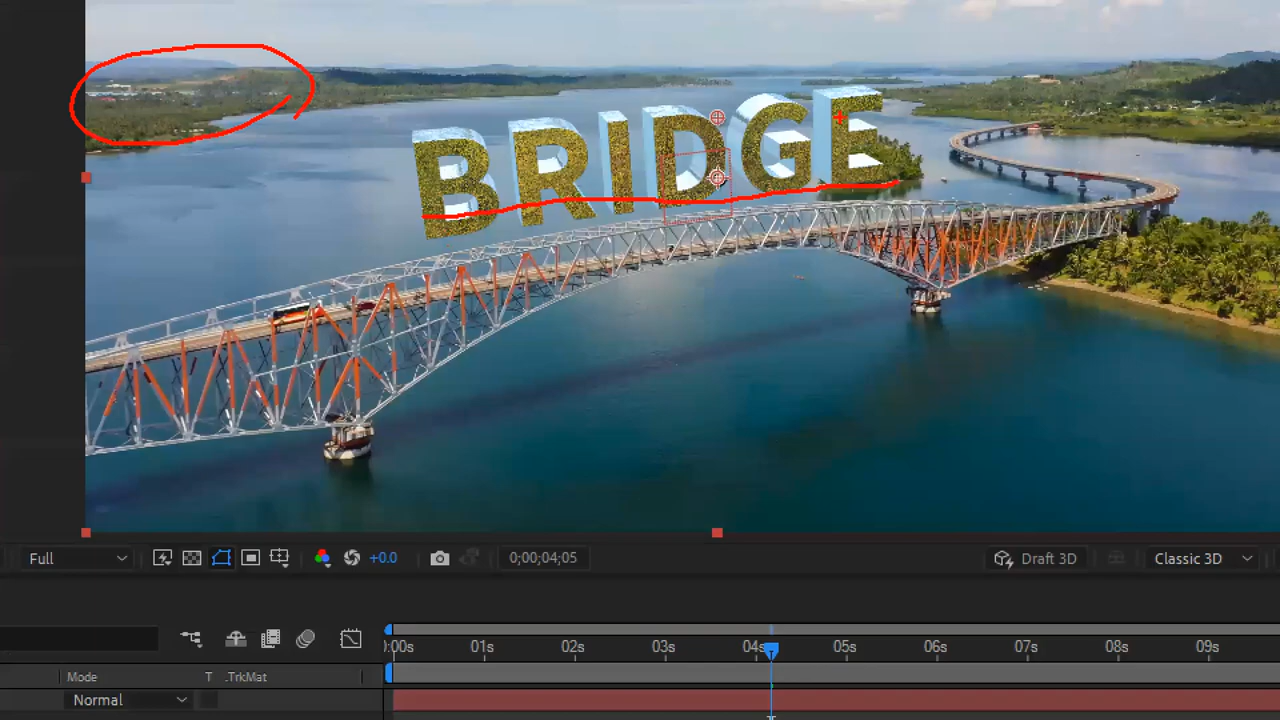 BRIDGE
Full
+0.0
0;00;04;05
Draft 3D
Classic 3D
):00s 01s 02s 03s 04s 05s 06s 07s 08s 09s
Mode T .TrkMat
Normal